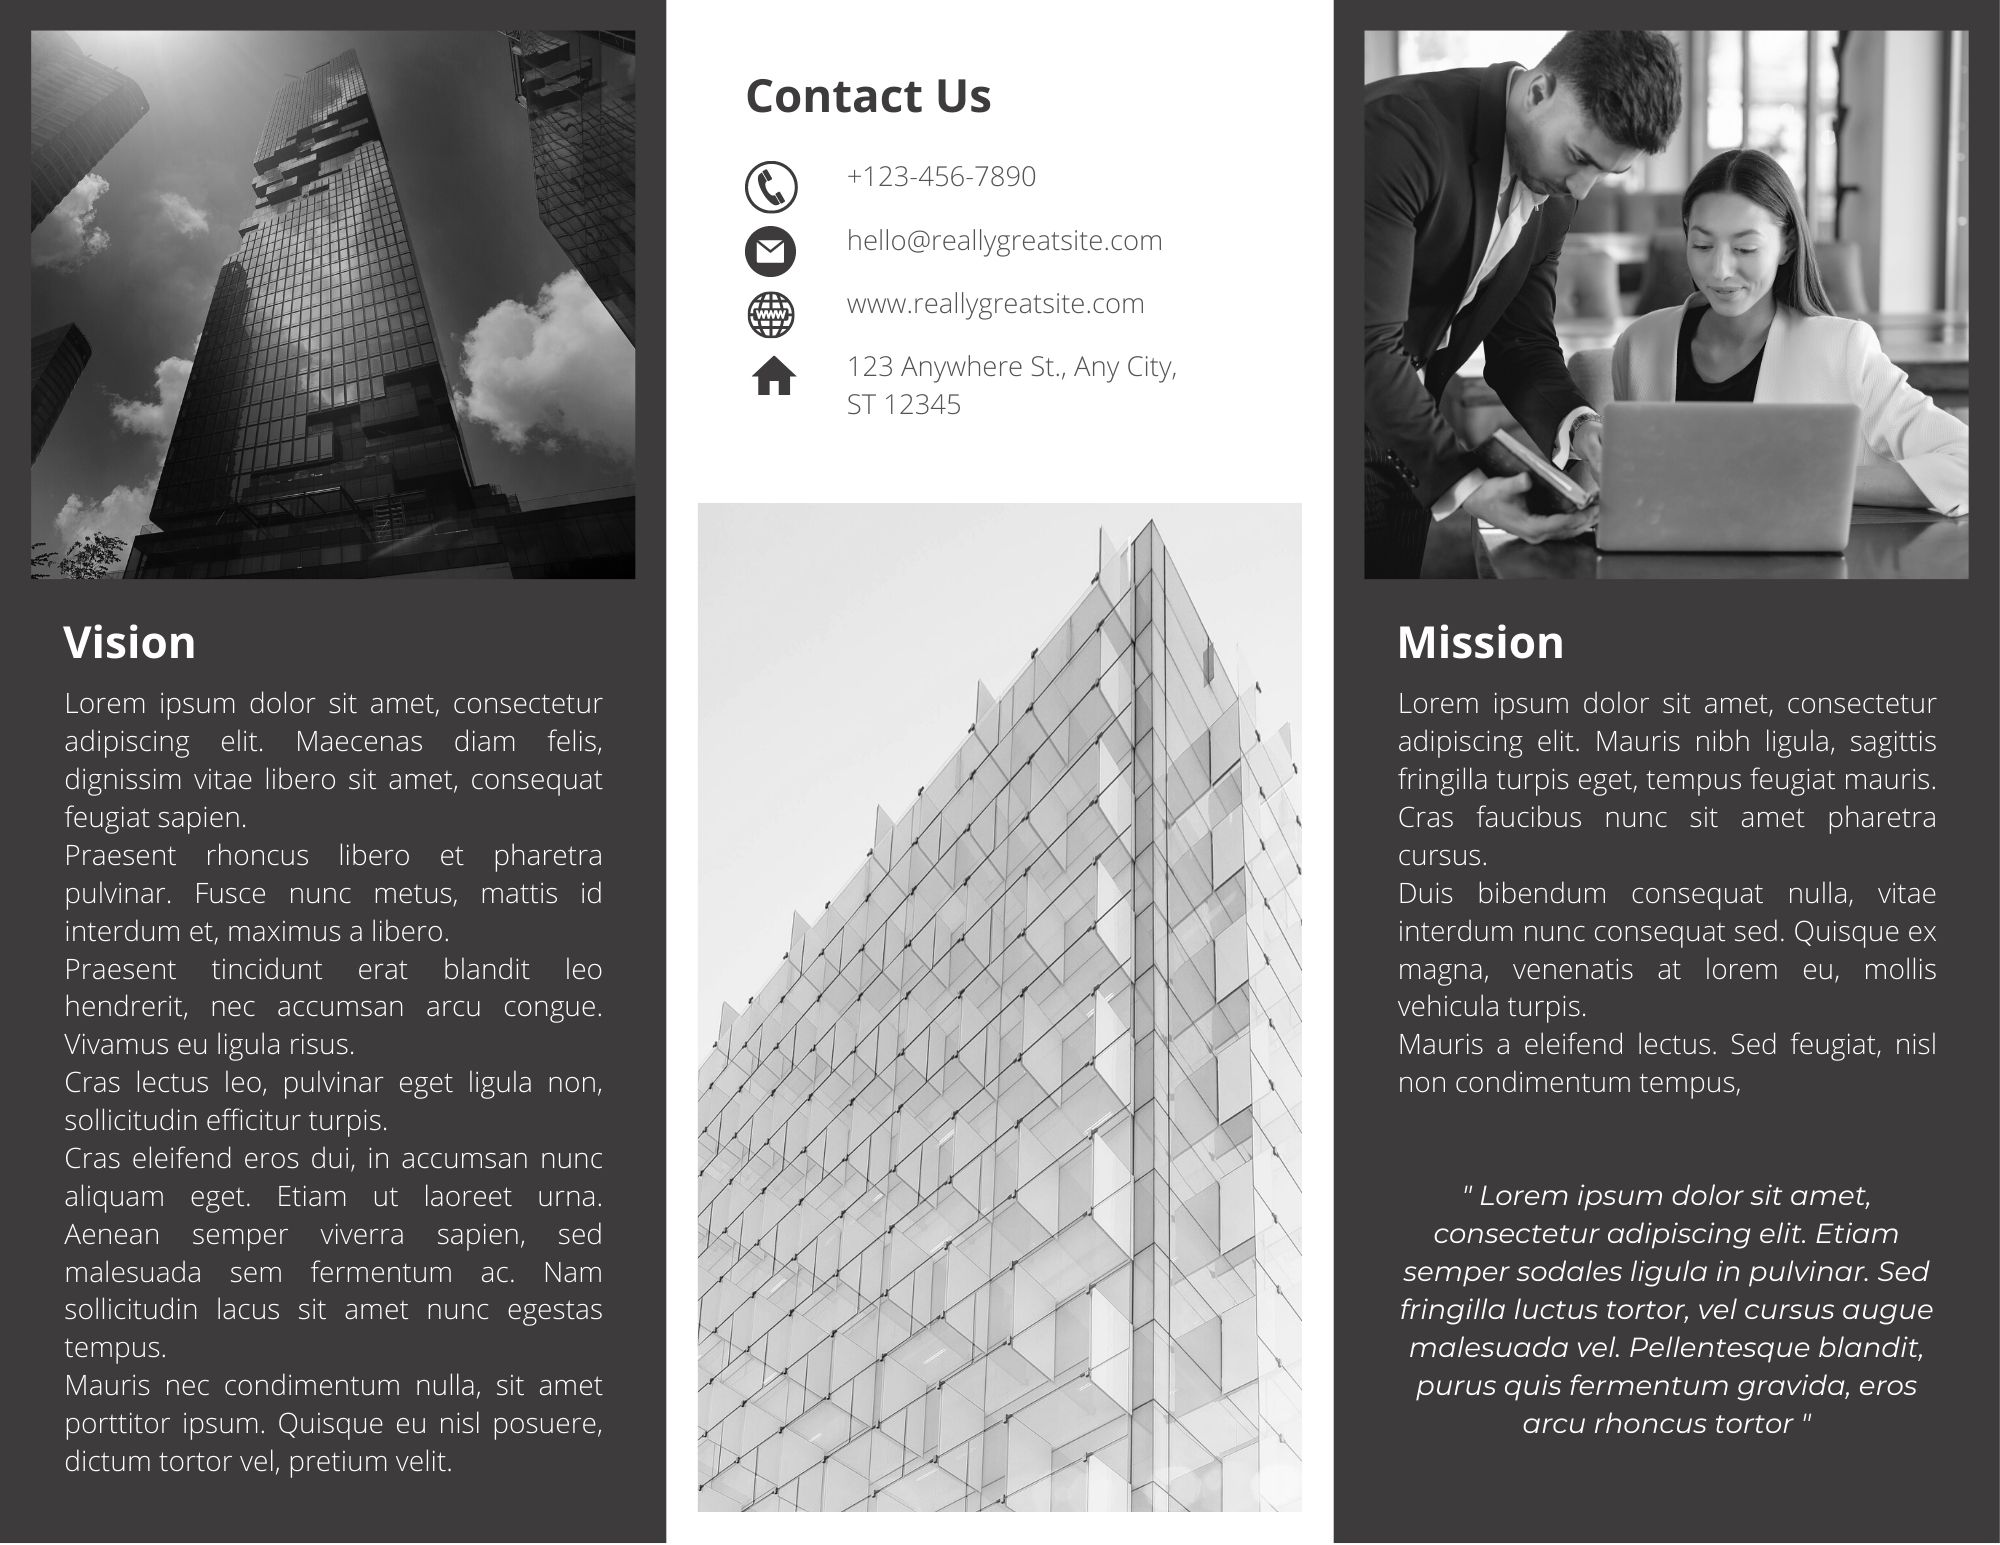 Vision
Lorem ipsum dolor sit amet, consectetur
adipiscing elit. Maecenas diam felis,
dignissim vitae libero sit amet, consequat
feugiat sapien.
Praesent rhoncus libero et pharetra
pulvinar. Fusce nunc metus, mattis id
interdum et, maximus a libero.
Praesent tincidunt erat blandit leo
hendrerit, nec accumsan arcu congue.
Vivamus eu ligula risus.
Cras lectus leo, pulvinar eget ligula non,
sollicitudin efficitur turpis.
Cras eleifend eros dui, in accumsan nunc
aliquam eget. Etiam ut laoreet urna.
Aenean semper viverra sapien, sed
malesuada sem fermentum ac. Nam
sollicitudin lacus sit amet nunc egestas
tempus.
Mauris nec condimentum nulla, sit amet
porttitor ipsum. Quisque eu nisl posuere,
dictum tortor vel, pretium velit.
Contact Us
+123-456-7890
hello@reallygreatsite.com
www
www.reallygreatsite.com
123 Anywhere St., Any City,
ST 12345
Mission
Lorem ipsum dolor sit amet, consectetur
adipiscing elit. Mauris nibh ligula, sagittis
fringilla turpis eget, tempus feugiat mauris.
Cras faucibus nunc sit amet pharetra
cursus.
Duis bibendum consequat nulla, vitae
interdum nunc consequat sed. Quisque ex
magna, venenatis at lorem eu, mollis
vehicula turpis.
Mauris a eleifend lectus. Sed feugiat, nisl
non condimentum tempus,
" Lorem ipsum dolor sit amet,
consectetur adipiscing elit. Etiam
semper sodales ligula in pulvinar. Sed
fringilla luctus tortor, vel cursus augue
malesuada vel. Pellentesque blandit,
purus quis fermentum gravida, eros
arcu rhoncus tortor "